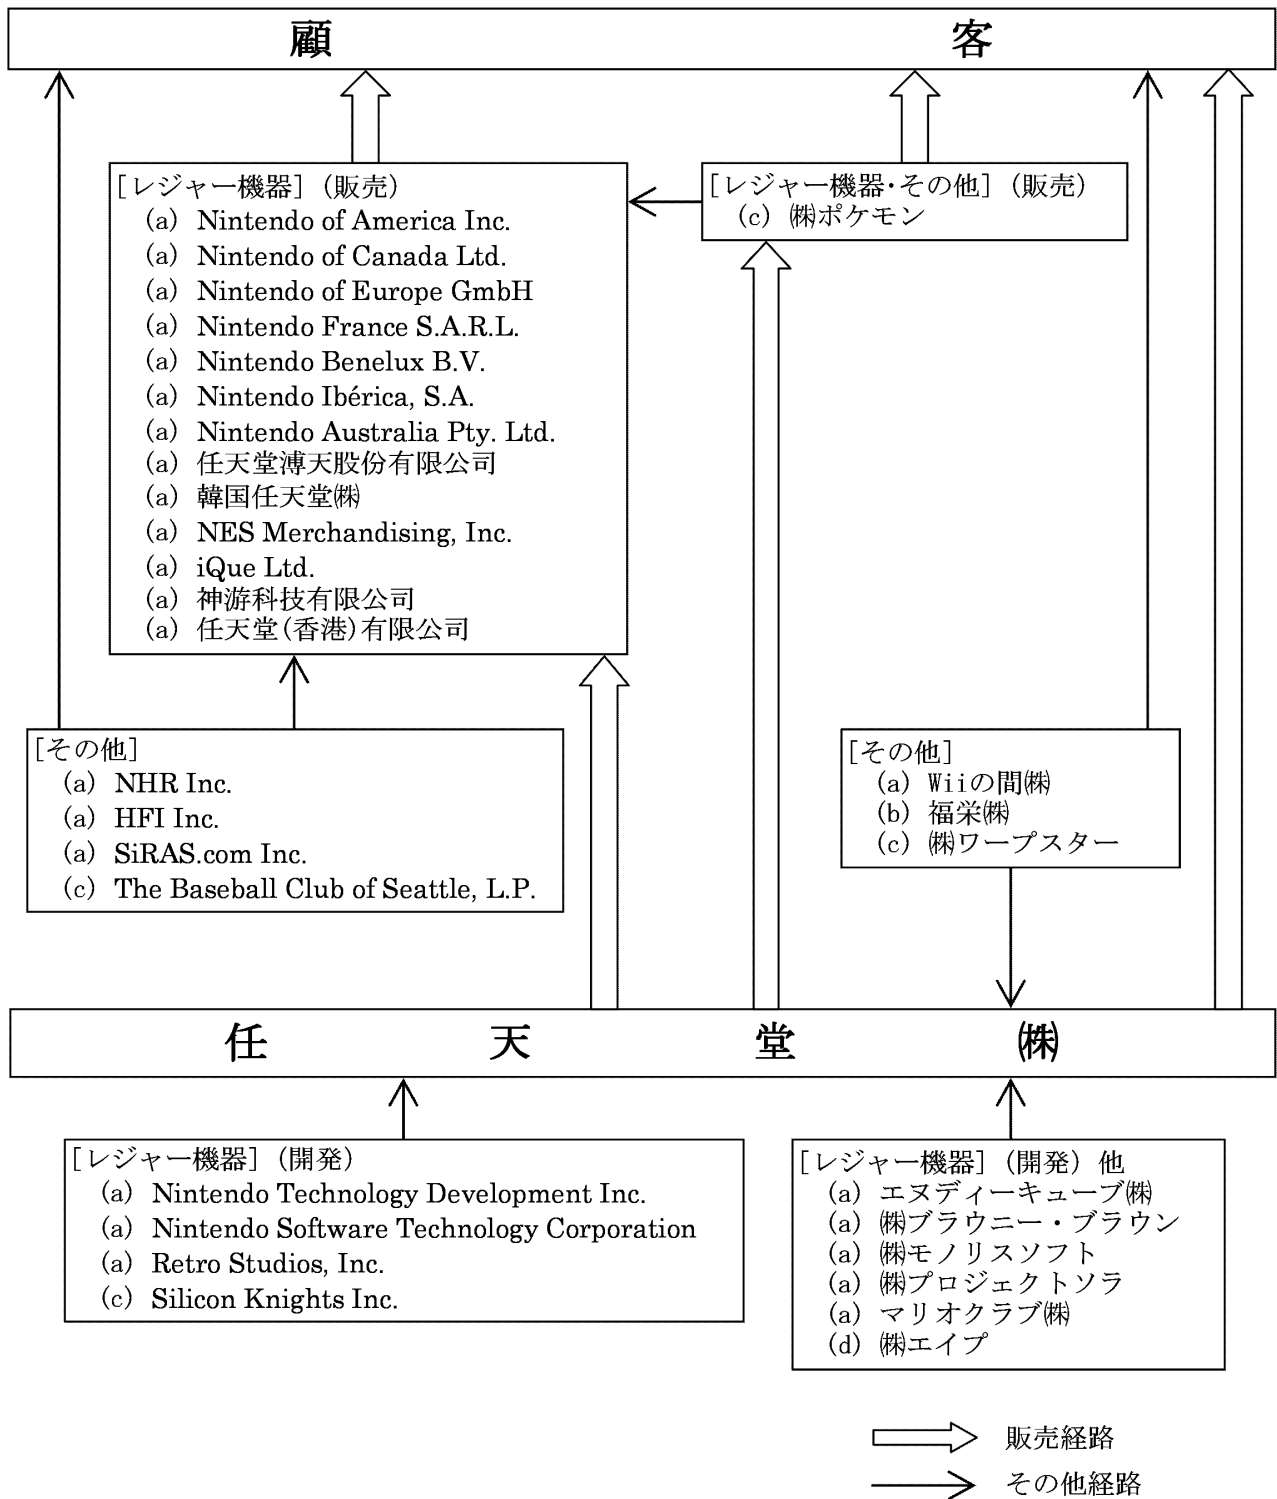 顧 客
[レジャー機器](販売)
(a) Nintendo of America Inc.
(a) Nintendo of Canada Ltd.
(a) Nintendo of Europe GmbH
(a) Nintendo France S.A.R.L.
(a) Nintendo Benelux B.V.
(a) Nintendo Ibérica, S.A.
(a) Nintendo Australia Pty. Ltd.
(a) 任天堂溥天股份有限公司
(a) 韓国任天堂㈱
(a) NES Merchandising, Inc.
(a) iQue Ltd.
(a) 神游科技有限公司
(a) 任天堂(香港)有限公司
[レジャー機器・その他](販売)
(c) ㈱ポケモン
[その他]
(a) NHR Inc.
(a) HFI Inc.
(a) SiRAS.com Inc.
(c) The Baseball Club of Seattle, L.P.
[その他]
(a) Wiiの間㈱
(b) 福栄㈱
(c) ㈱ワープスター
任 天 堂 ㈱
[レジャー機器](開発)
(a) Nintendo Technology Development Inc.
(a) Nintendo Software Technology Corporation
(a) Retro Studios, Inc.
(c) Silicon Knights Inc.
[レジャー機器](開発)他
(a) エヌディーキューブ㈱
(a) ㈱ブラウニー・ブラウン
(a) ㈱モノリスソフト
(a) ㈱プロジェクトソラ
(a) マリオクラブ㈱
(d) ㈱エイプ
販売経路
その他経路